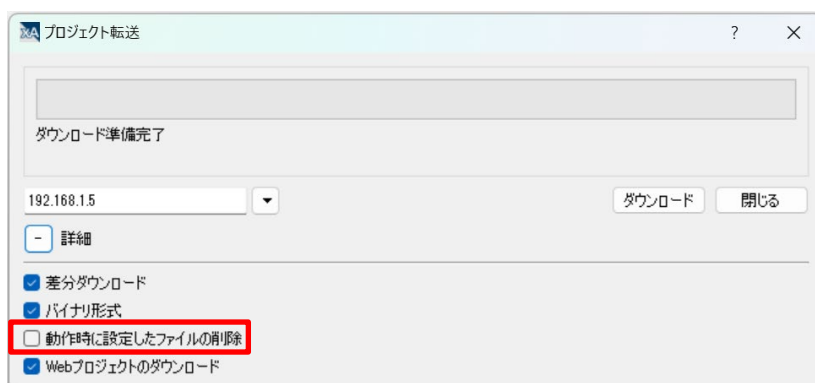 プロジェクト転送
?
ダウンロード準備完了
192.168.1.5
ダウンロード 閉じる
- 詳細
差分ダウンロード
バイナリ形式
動作時に設定したファイルの削除
Webプロジェクトのダウンロード